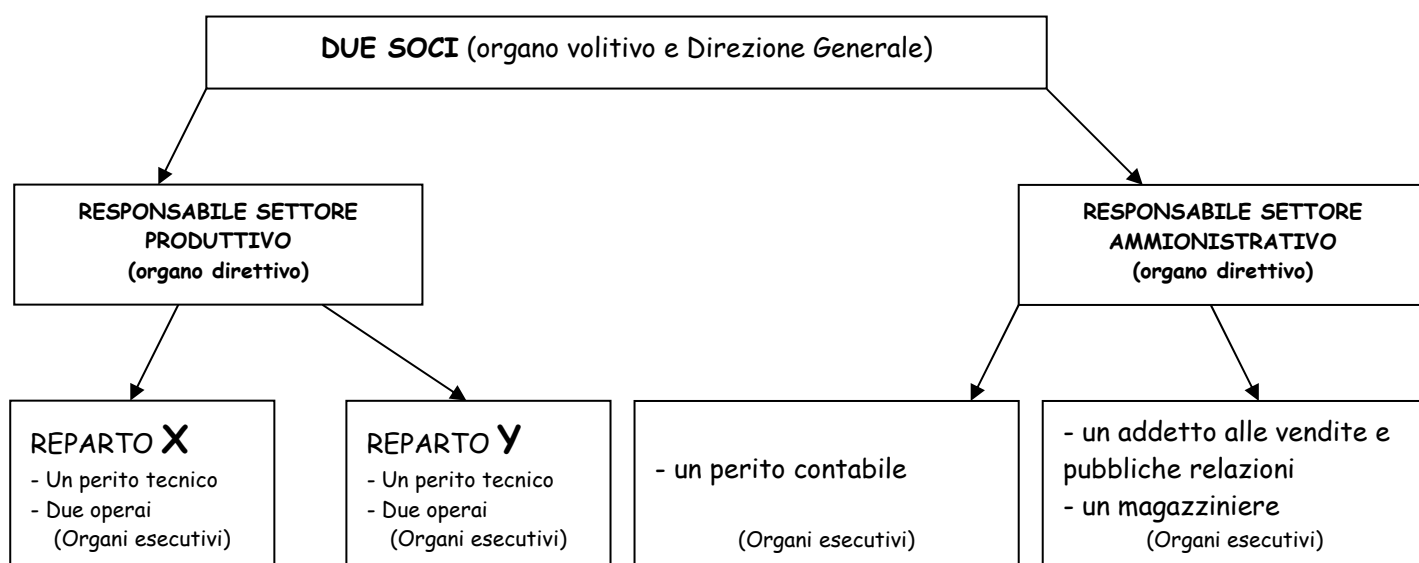 DUE SOCI (organo volitivo e Direzione Generale)
RESPONSABILE SETTORE
PRODUTTIVO
(organo direttivo)
RESPONSABILE SETTORE
AMMIONISTRATIVO
(organo direttivo)
REPARTO X
- Un perito tecnico
- Due operai
(Organi esecutivi)
REPARTO Y
- Un perito tecnico
- Due operai
(Organi esecutivi)
- un perito contabile
(Organi esecutivi)
- un addetto alle vendite e
pubbliche relazioni
- un magazziniere
(Organi esecutivi)